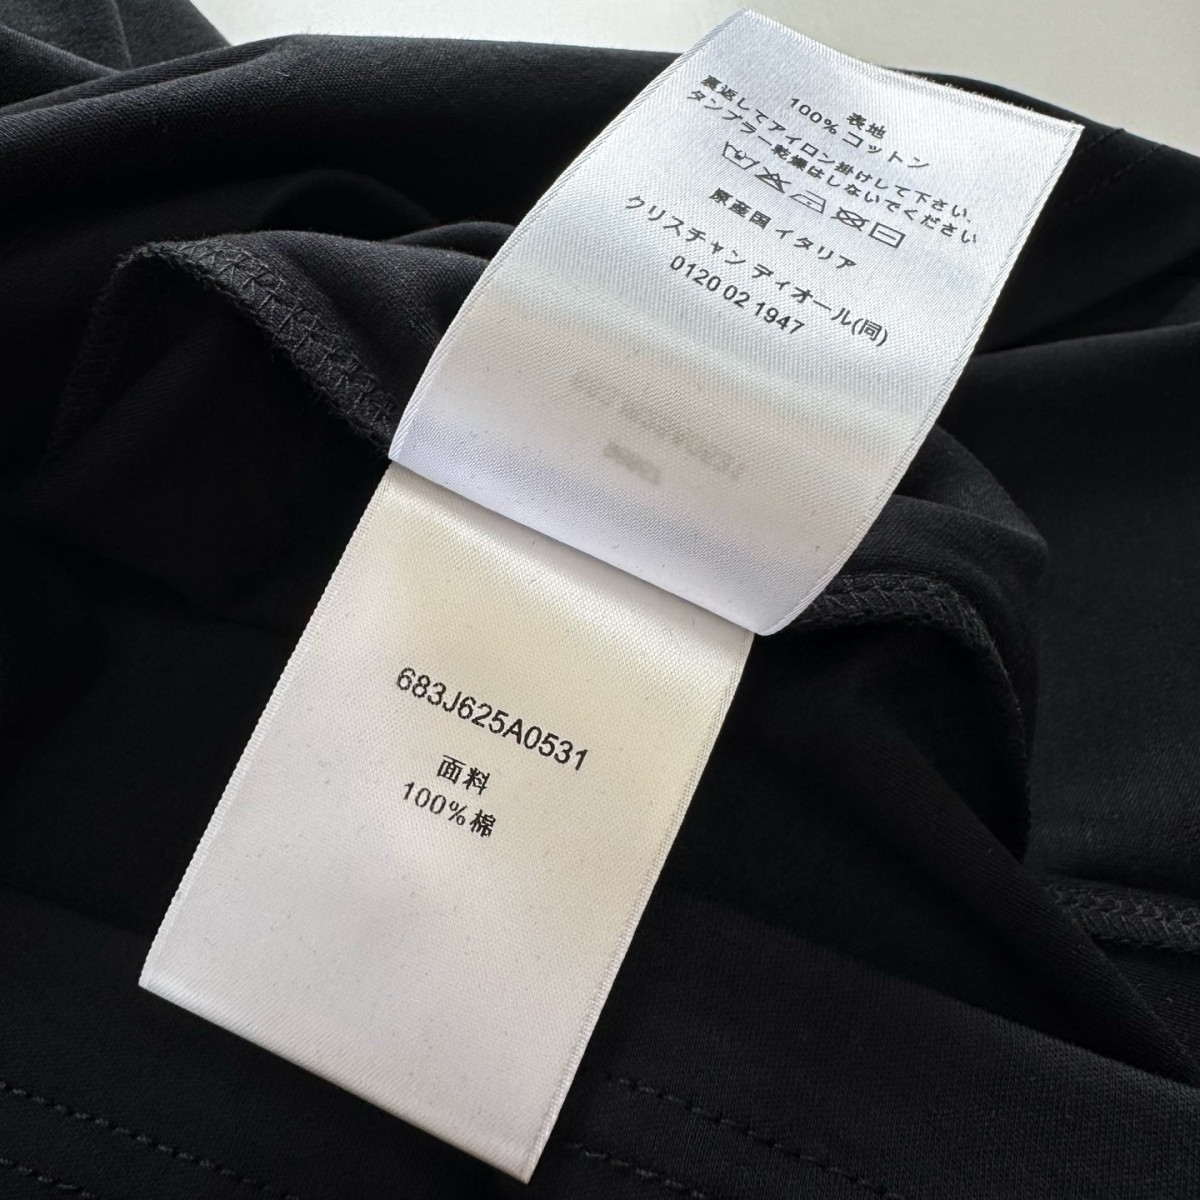 表地
100% コットン
裏返してアイロン掛けして下さい、
タンブラー乾燥はしないでください
原産国 イタリア
クリスチャン ディオール(同)
0120 02 1947
683J625A0531
面料
100%棉